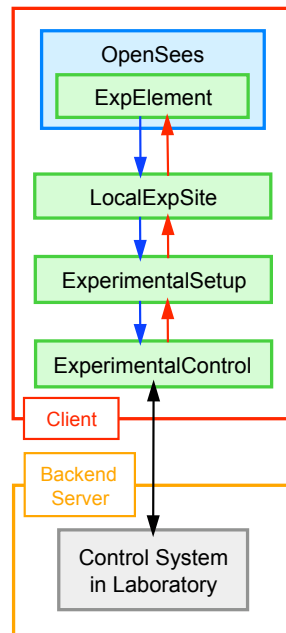 OpenSees
ExpElement
LocalExpSite
ExperimentalSetup
ExperimentalControl
Client
Backend
Server
Control System
in Laboratory